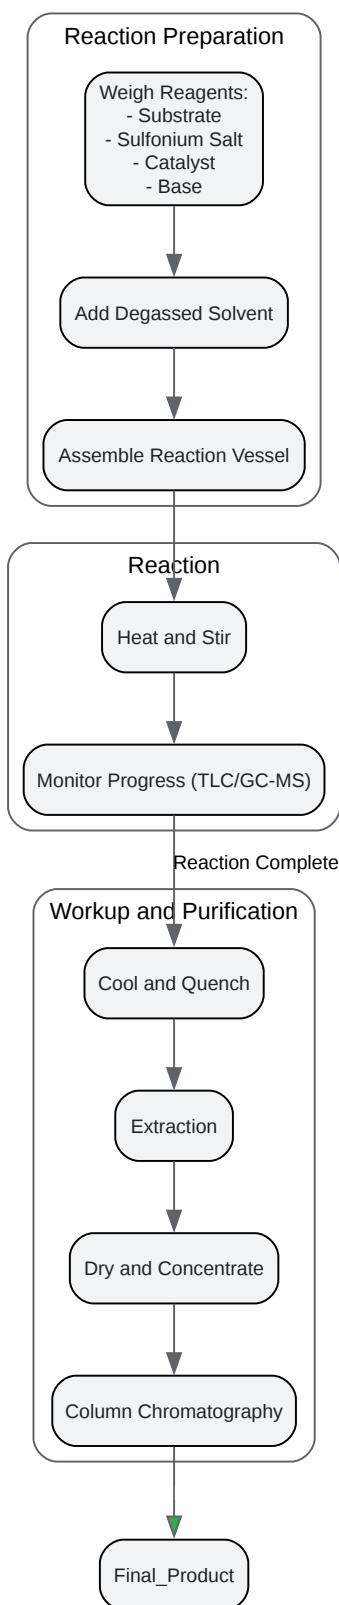 Reaction Preparation
Weigh Reagents:
- Substrate
- Sulfonium Salt
- Catalyst
- Base
Add Degassed Solvent
Assemble Reaction Vessel
Reaction
Heat and Stir
Monitor Progress (TLC/GC-MS)
Reaction Complete
Workup and Purification
Cool and Quench
Extraction
Dry and Concentrate
Column Chromatography
Final_Product